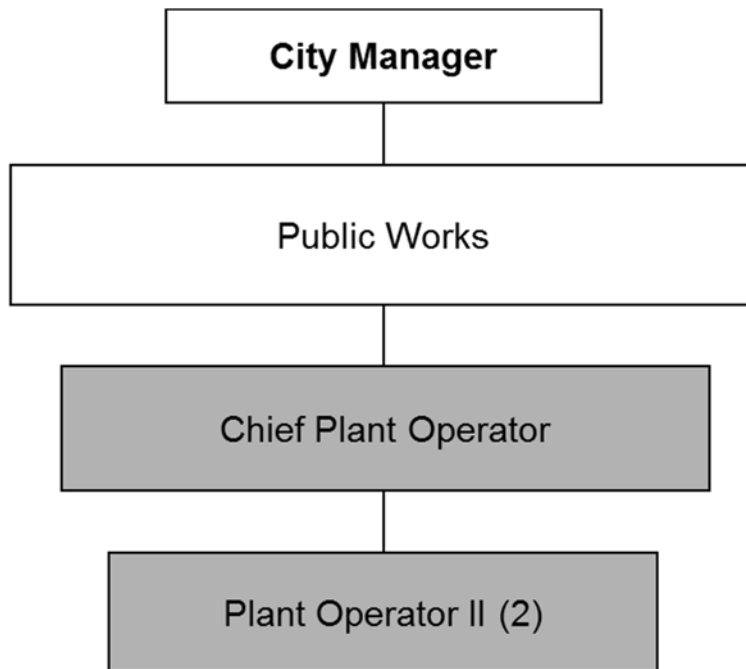 City Manager
Public Works
Chief Plant Operator
Plant Operator II (2)